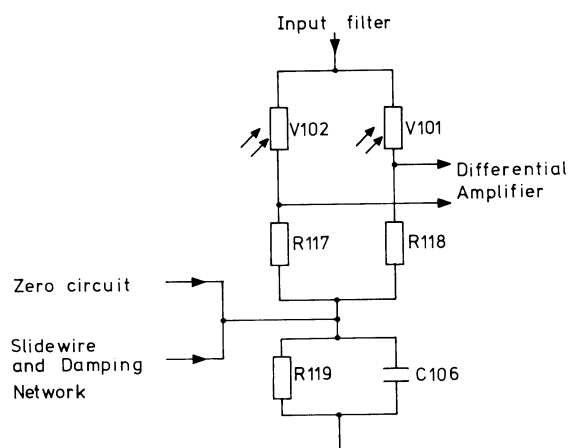 Input filter
V102
V101
Differential
Amplifier
R117
R118
Zero circuit
Slidewire
and Damping
Network
R119
C106